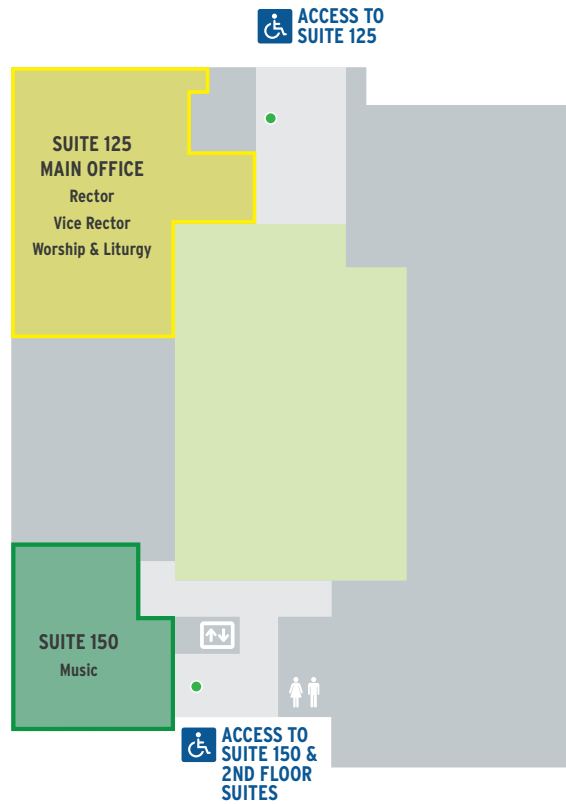 ACCESS TO
SUITE 125
SUITE 125
MAIN OFFICE
Rector
Vice Rector
Worship & Liturgy
SUITE 150
Music
ACCESS TO
SUITE 150 &
2ND FLOOR
SUITES